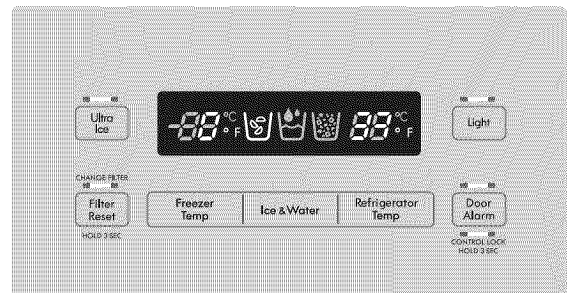 Ultra
Ice
-88 °C
° F
88 °C
° F
Light
CHANGE FILTER
Filter
Reset
HOLD 3 SEC
Freezer
Temp
Ice & Water
Refrigerator
Temp
Door
Alarm
CONTROL LOCK
HOLD 3 SEC